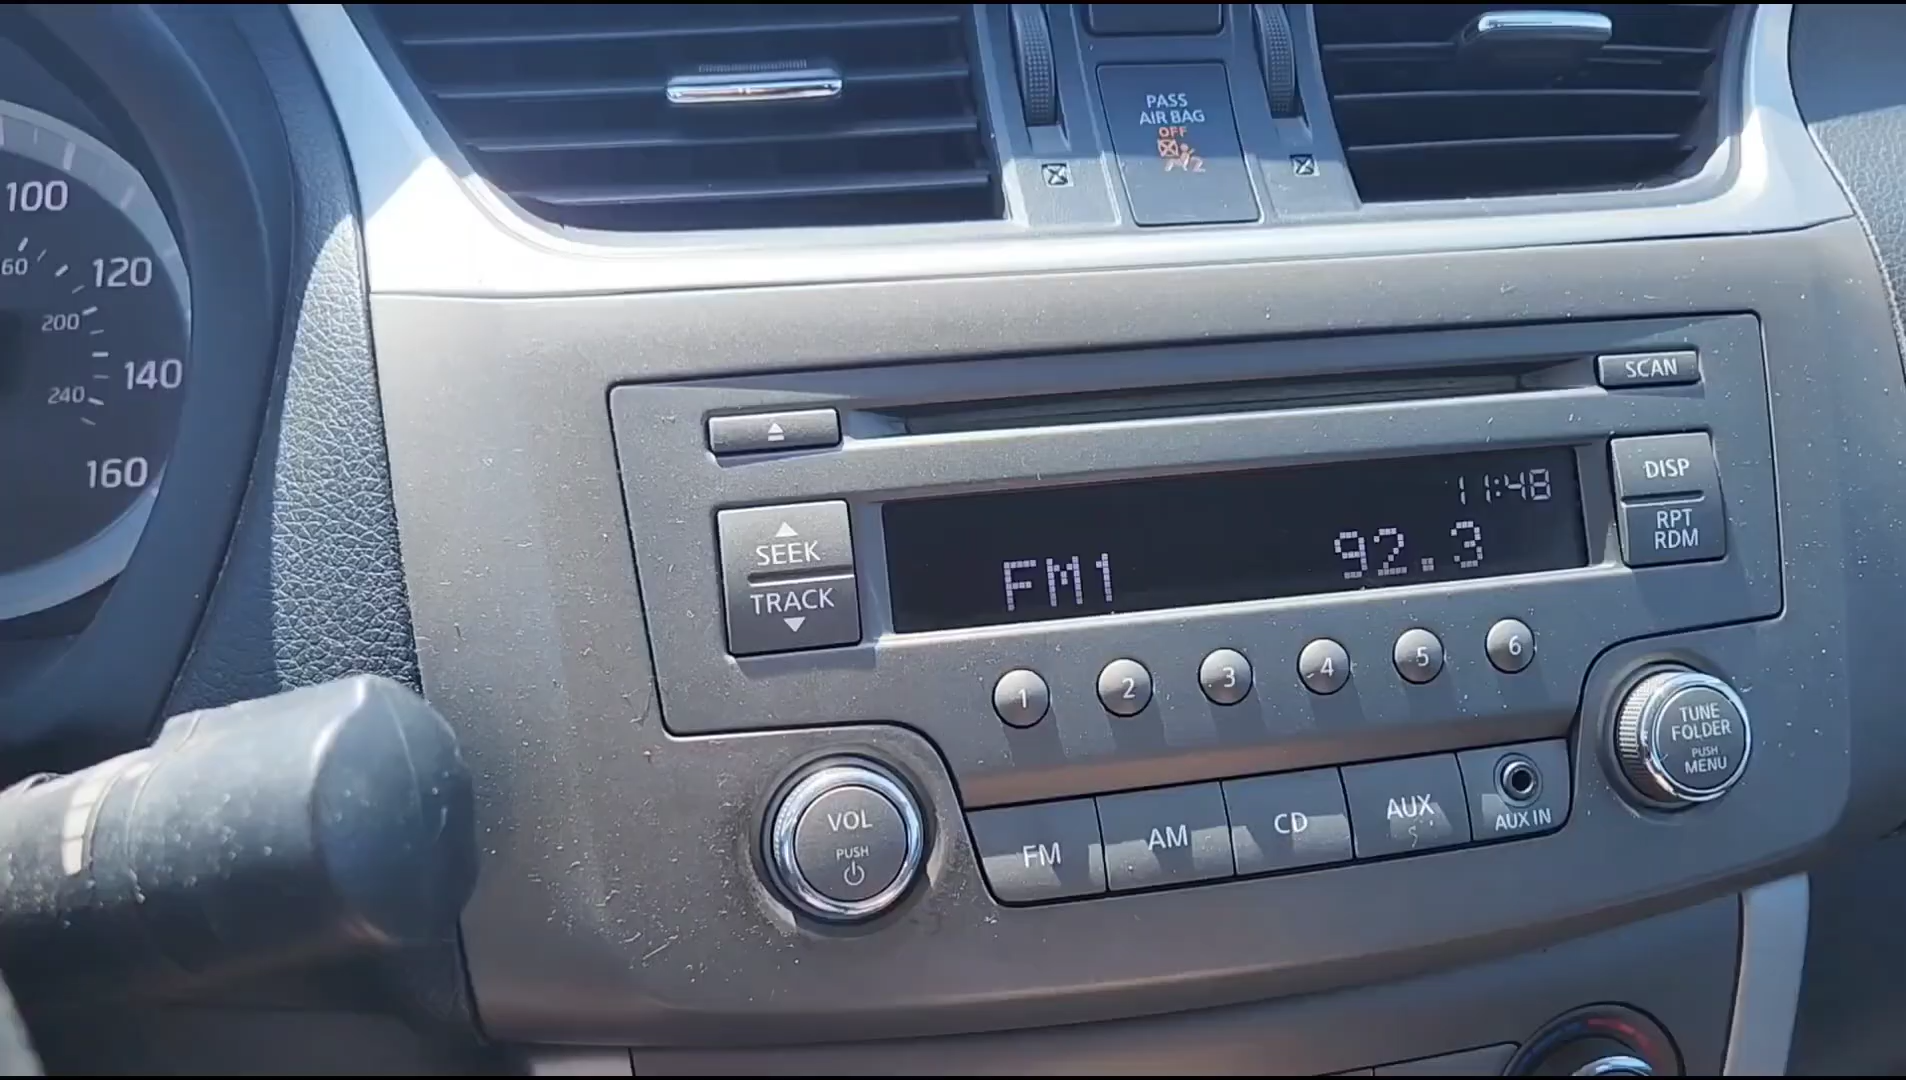 PASS
AIR BAG
OFF
2
100
60
120
200
140
240
160
SCAN
SEEK
TRACK
11:48
FM1 92.3
DISP
RPT
RDM
1 2 3 4 5 6
VOL
PUSH
FM AM CD AUX AUX IN
TUNE
FOLDER
PUSH
MENU